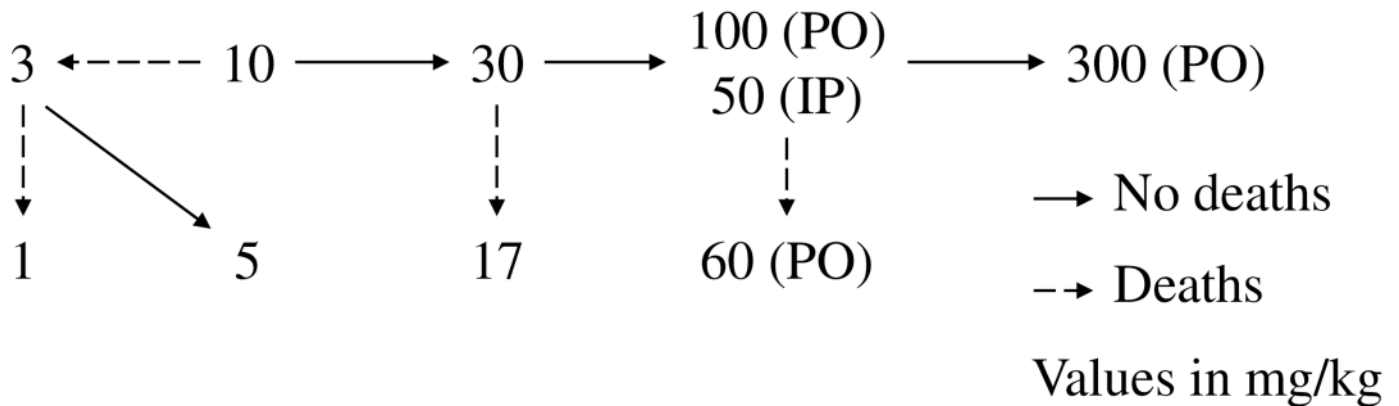 3 10 30 100 (PO) 300 (PO)
50 (IP)
1 5 17 60 (PO)
No deaths
Deaths
Values in mg/kg